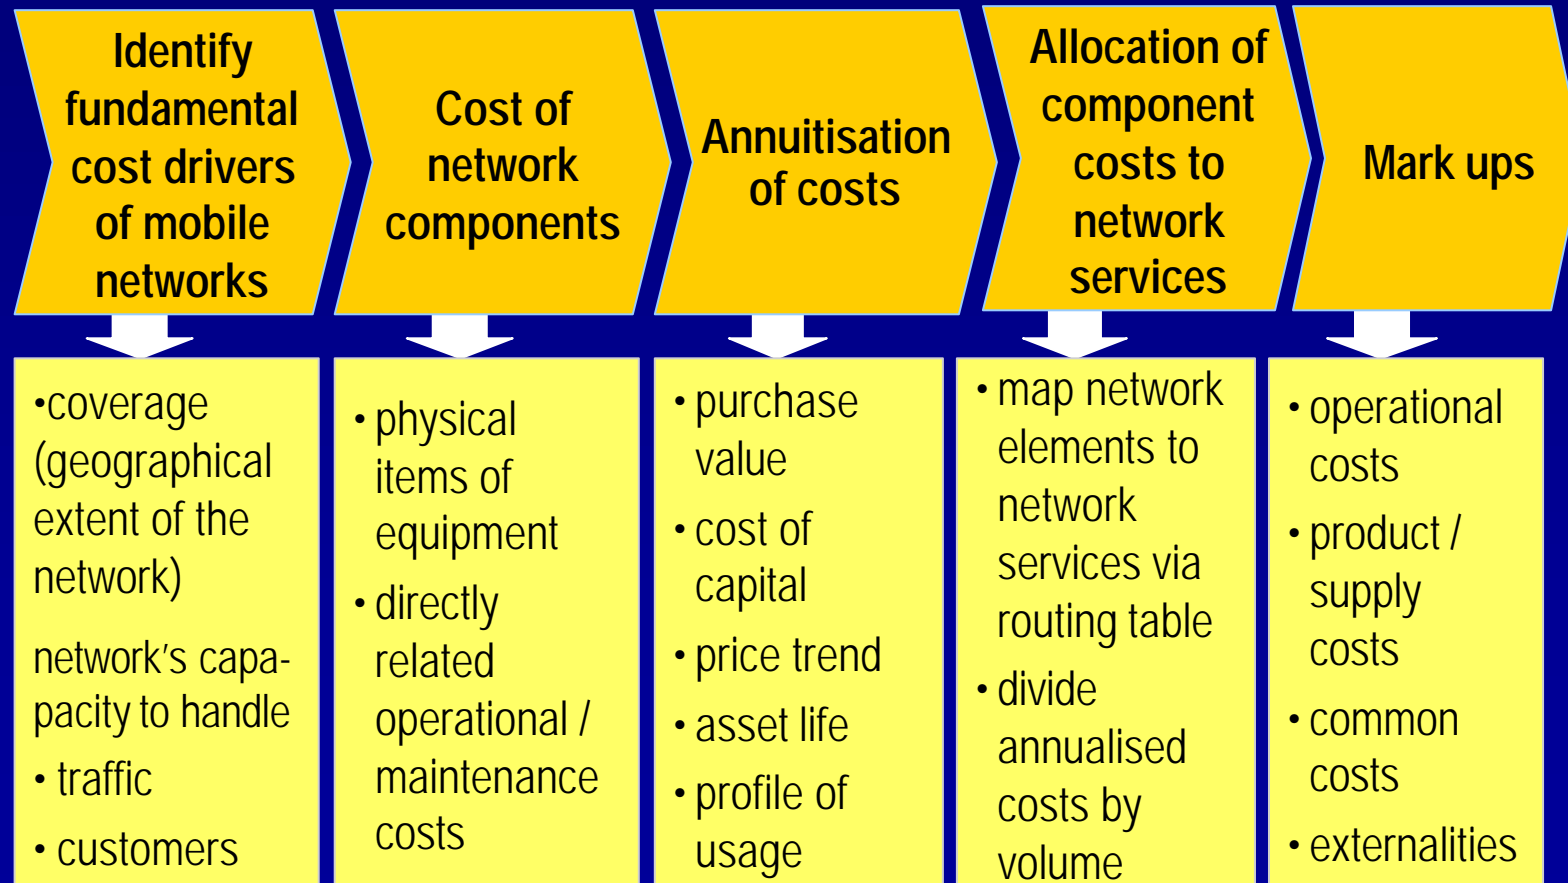 Identify
fundamental
cost drivers
of mobile
networks
Cost of
network
components
Annuitisation
of costs
Allocation of
component
costs to
network
services
Mark ups
•coverage
(geographical
extent of the
network)
network's capa-
pacity to handle
• traffic
• customers
• physical
items of
equipment
• directly
related
operational /
maintenance
costs
• purchase
value
• cost of
capital
• price trend
• asset life
• profile of
usage
• map network
elements to
network
services via
routing table
• divide
annualised
costs by
volume
• operational
costs
• product /
supply
costs
• common
costs
• externalities